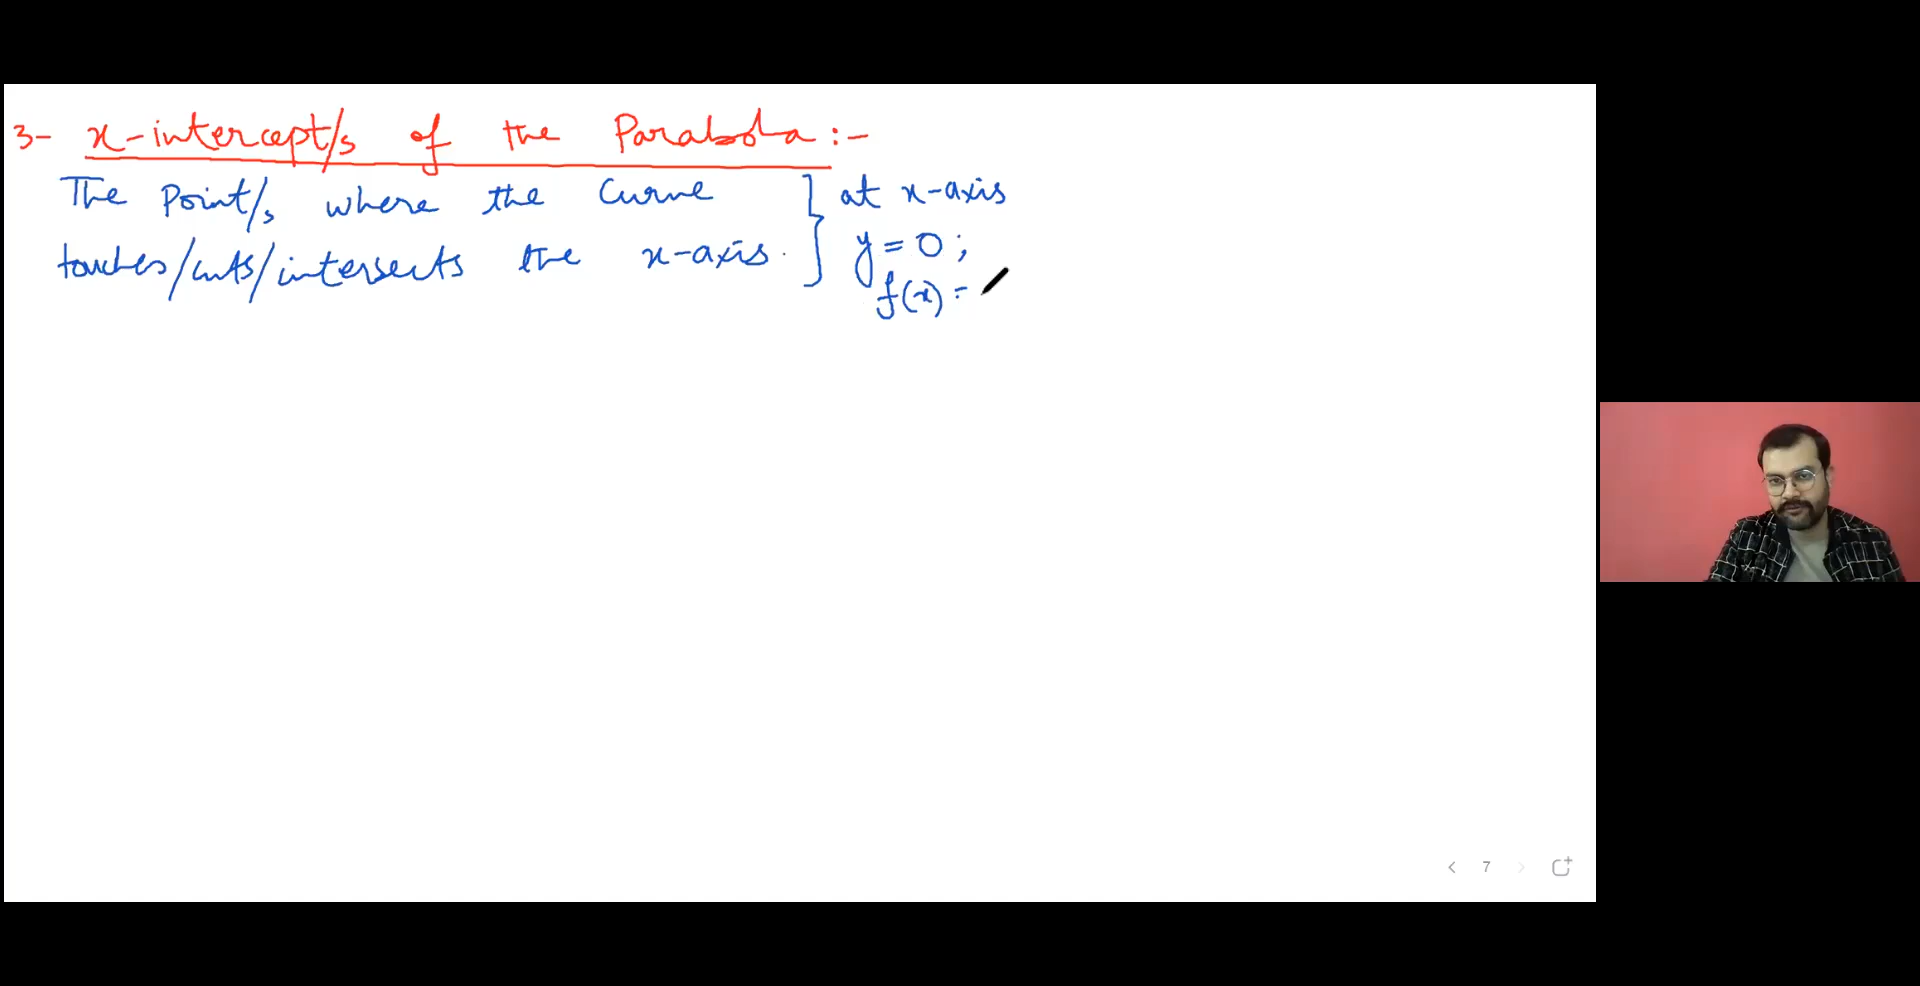 3- x-intercept/s of the Parabola:-
The Point/s where the Curve
touches/cuts/intersects the x-axis.
at x-axis
y = 0 ;
f(x) =
7